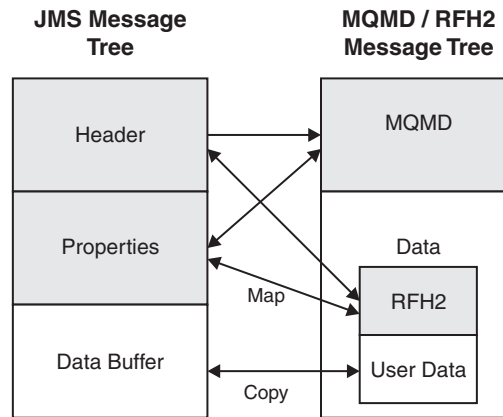 JMS Message
Tree
MQMD / RFH2
Message Tree
Header
MQMD
Properties
Data
Map
RFH2
Data Buffer
User Data
Copy